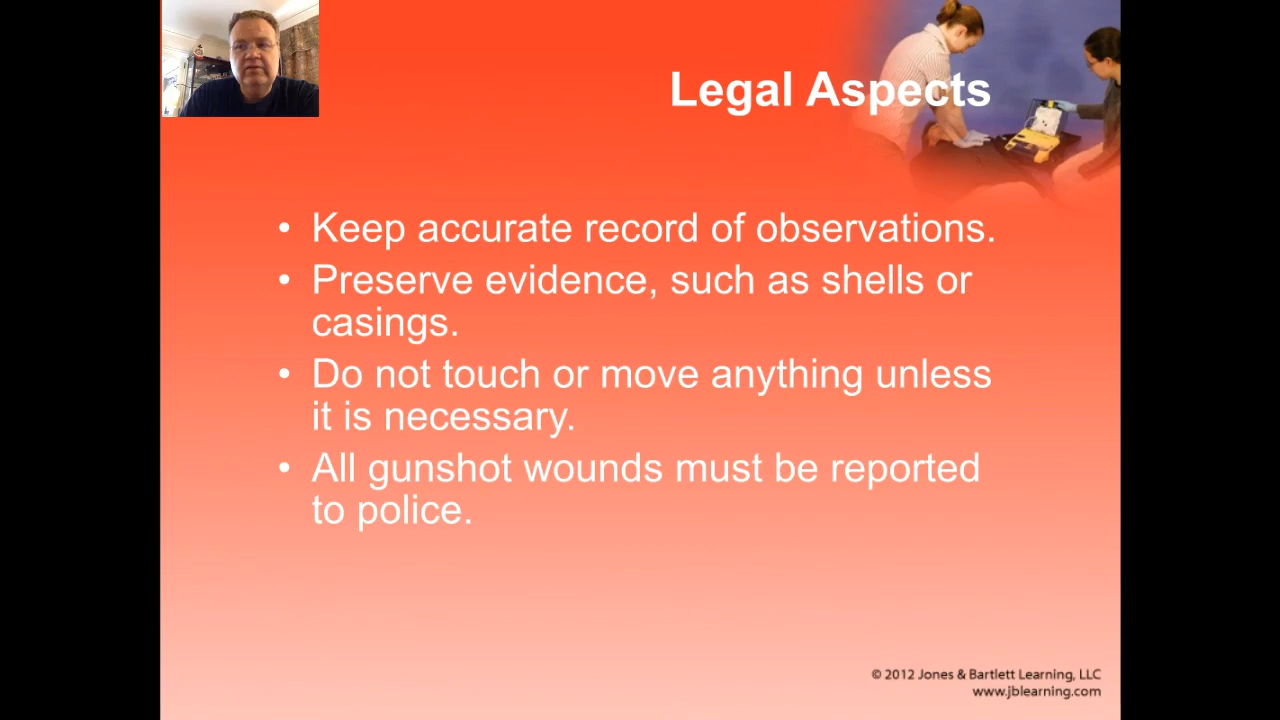 Legal Aspects
• Keep accurate record of observations.
• Preserve evidence, such as shells or
casings.
• Do not touch or move anything unless
it is necessary.
• All gunshot wounds must be reported
to police.
© 2012 Jones & Bartlett Learning, LLC
www.jblearning.com